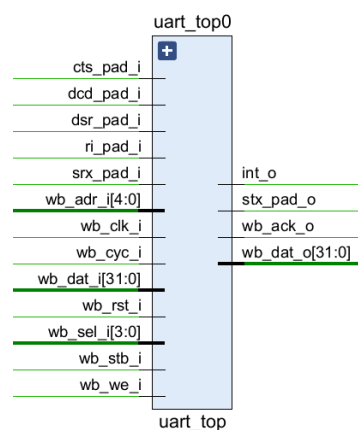 uart_top0
cts_pad_i
dcd_pad_i
dsr_pad_i
ri_pad_i
srx_pad_i
wb_adr_i[4:0]
wb_clk_i
wb_cyc_i
wb_dat_i[31:0]
wb_rst_i
wb_sel_i[3:0]
wb_stb_i
wb_we_i
int_o
stx_pad_o
wb_ack_o
wb_dat_o[31:0]
uart_top